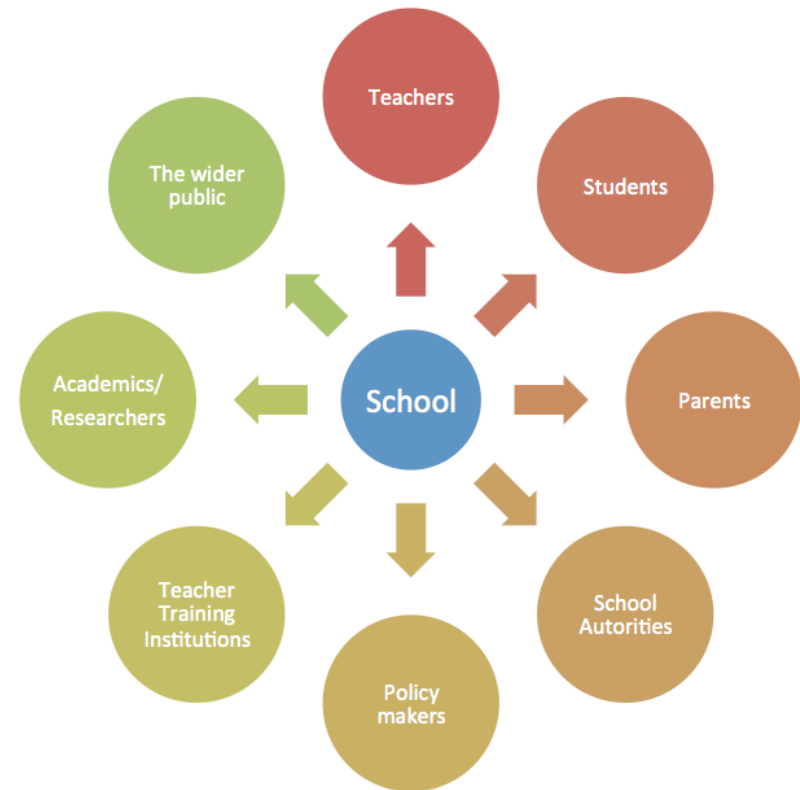 Teachers
Students
Parents
School
Autorities
Policy
makers
Teacher
Training
Institutions
Academics/
Researchers
The wider
public
School